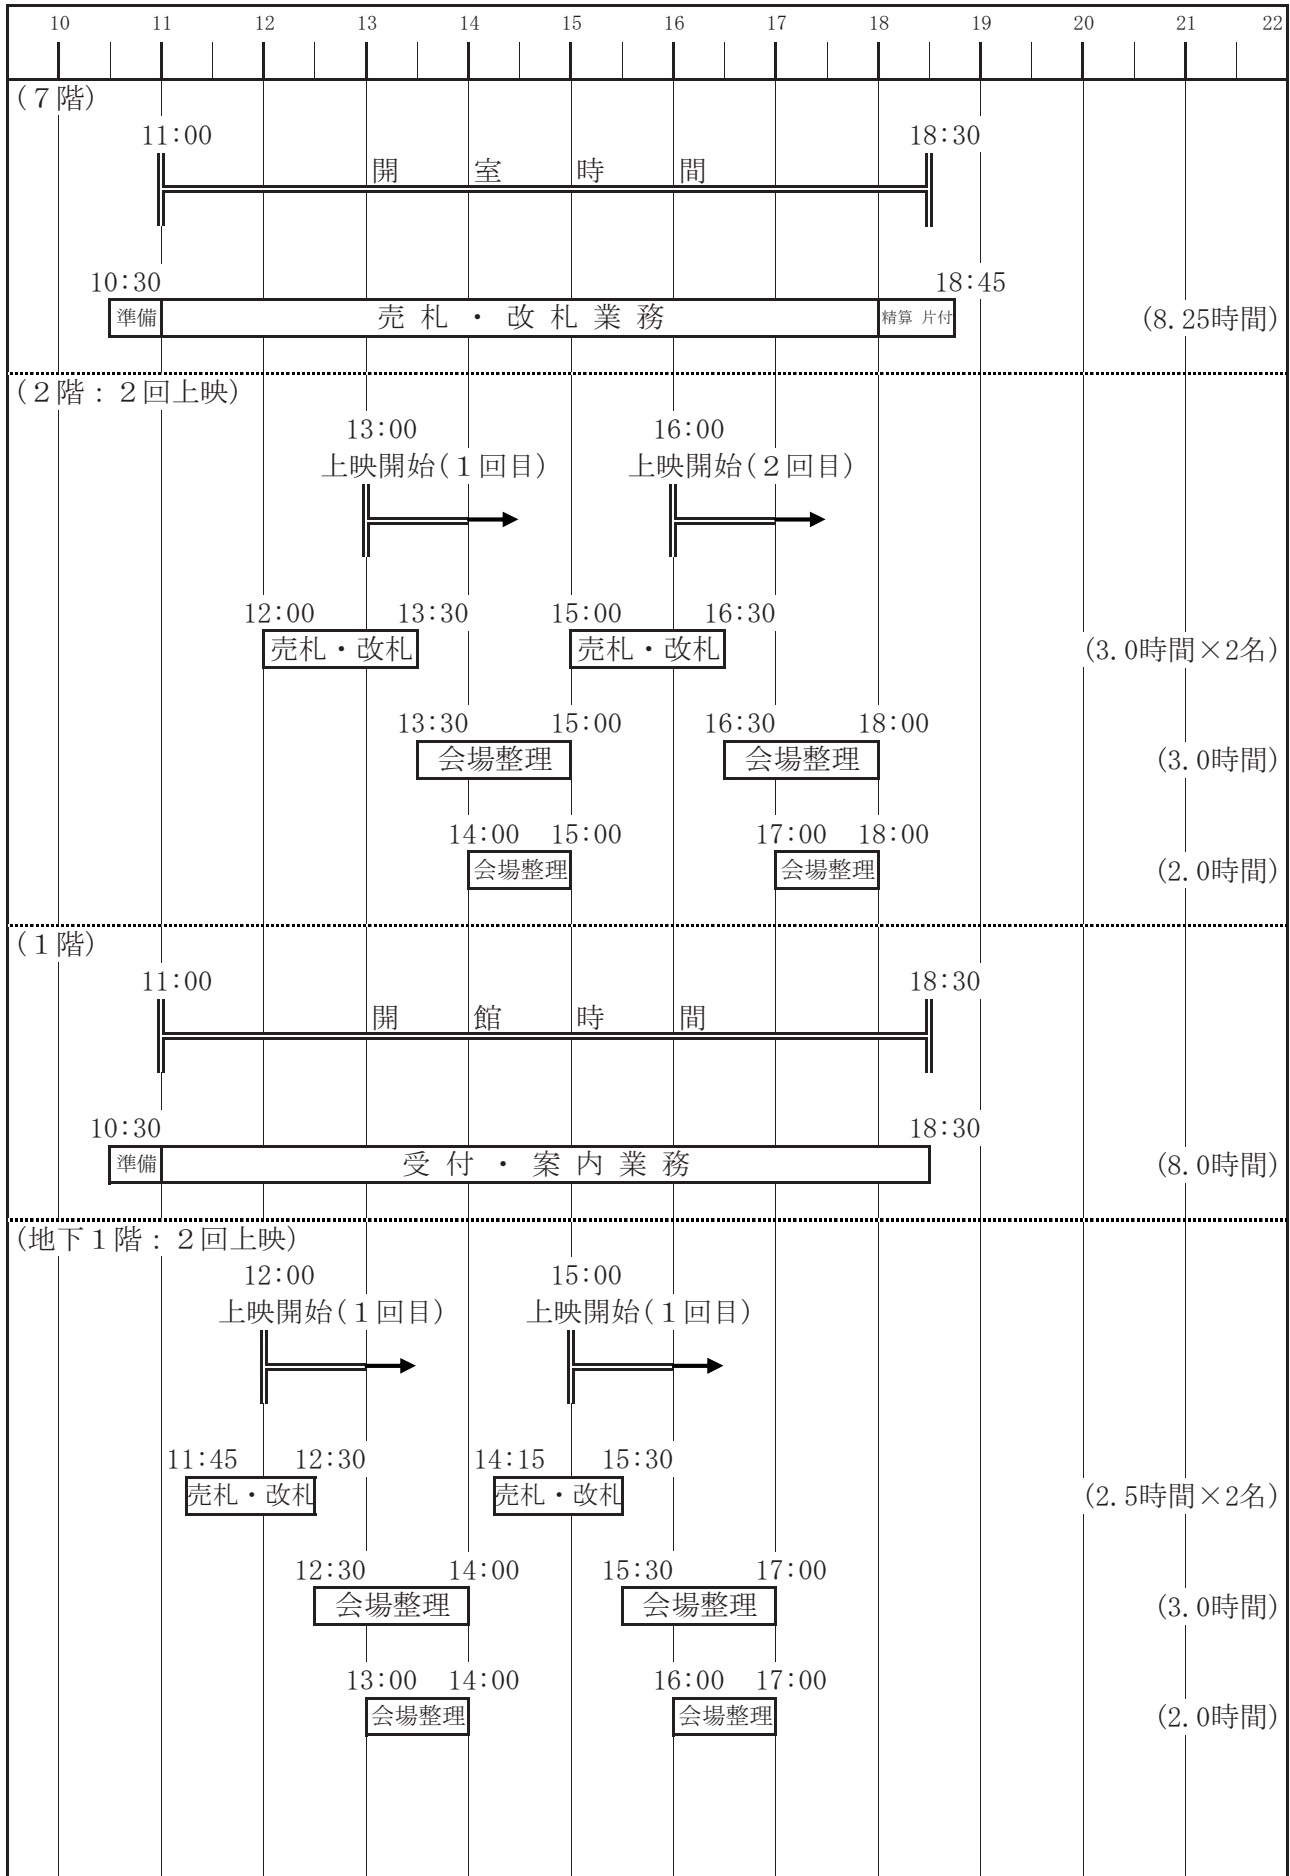 10 11 12 13 14 15 16 17 18 19 20 21 22
(７階)
11:00 18:30
開 室 時 間
10:30 18:45
準備 売 札 ・ 改 札 業 務 精算 片付 (8.25時間)
(２階：２回上映)
13:00 16:00
上映開始(１回目) 上映開始(２回目)
12:00 13:30 15:00 16:30
売札・改札 売札・改札 (3.0時間×2名)
13:30 15:00 16:30 18:00
会場整理 会場整理 (3.0時間)
14:00 15:00 17:00 18:00
会場整理 会場整理 (2.0時間)
(１階)
11:00 18:30
開 館 時 間
10:30 18:30
準備 受 付 ・ 案 内 業 務 (8.0時間)
(地下１階：２回上映)
12:00 15:00
上映開始(１回目) 上映開始(１回目)
11:45 12:30 14:15 15:30
売札・改札 売札・改札 (2.5時間×2名)
12:30 14:00 15:30 17:00
会場整理 会場整理 (3.0時間)
13:00 14:00 16:00 17:00
会場整理 会場整理 (2.0時間)